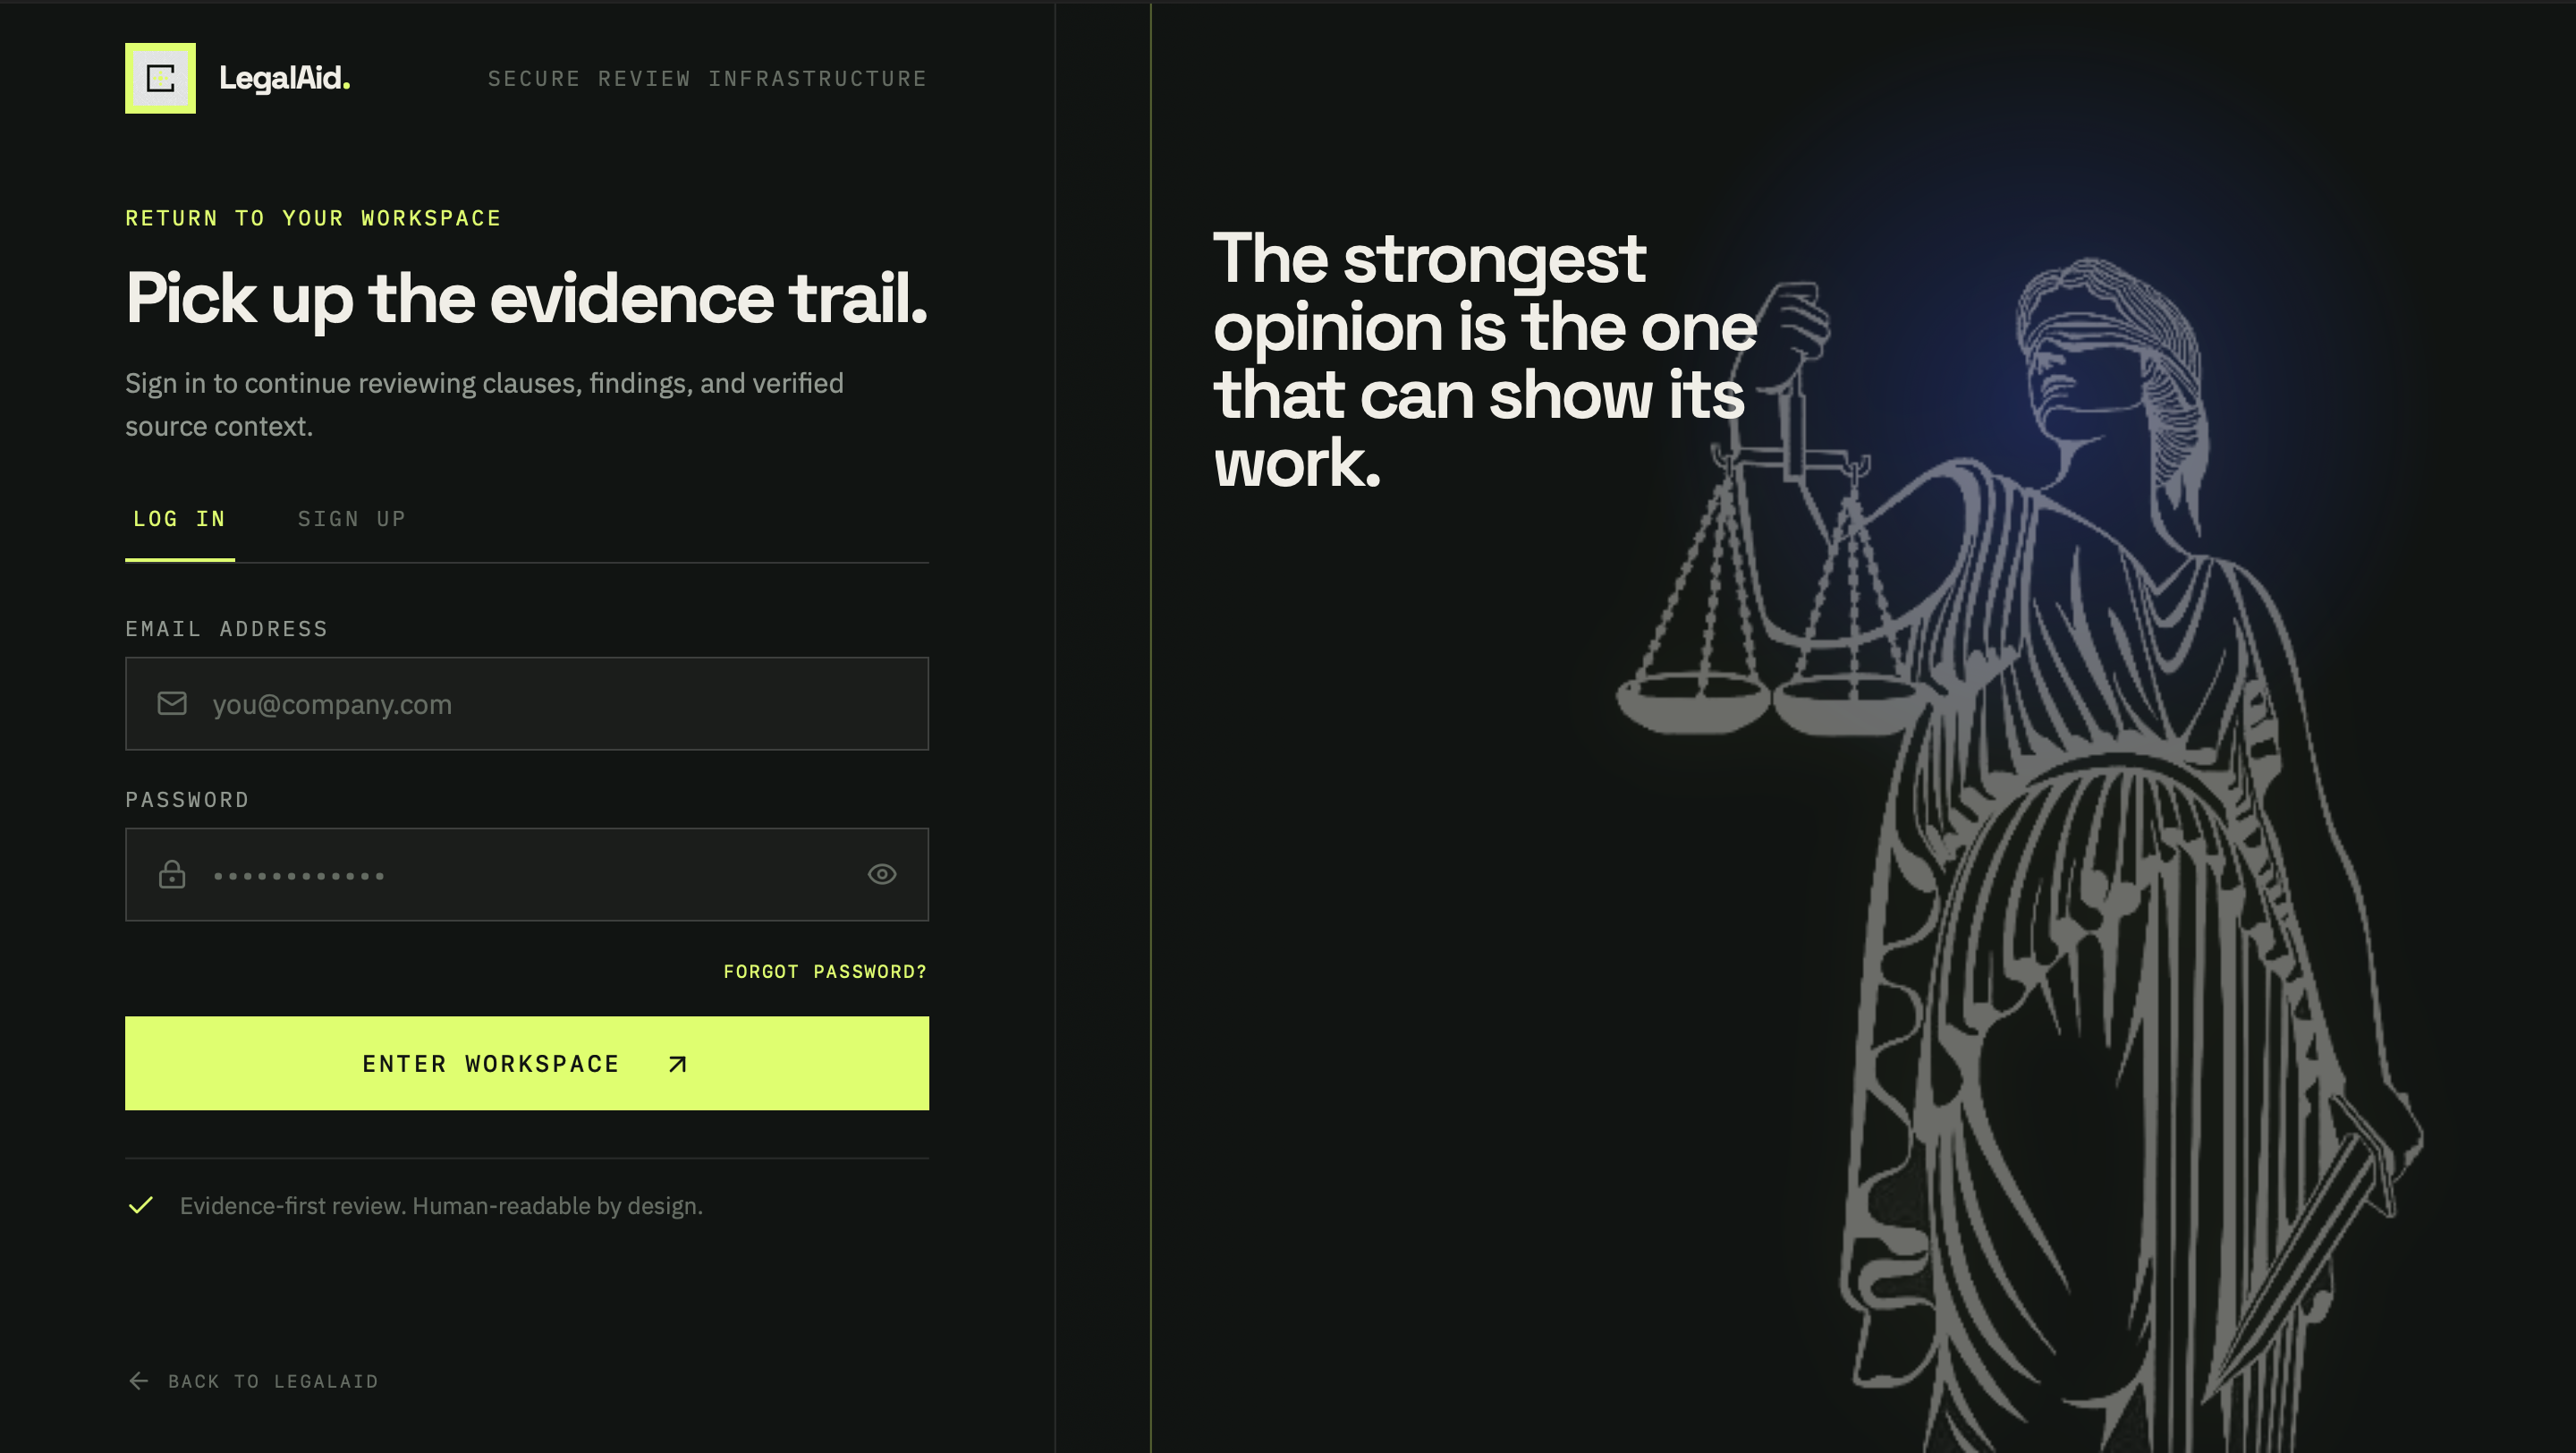 LegalAid.
SECURE REVIEW INFRASTRUCTURE
RETURN TO YOUR WORKSPACE
Pick up the evidence trail.
Sign in to continue reviewing clauses, findings, and verified
source context.
LOG IN
SIGN UP
EMAIL ADDRESS
you@company.com
PASSWORD
••••••••••••
FORGOT PASSWORD?
ENTER WORKSPACE
Evidence-first review. Human-readable by design.
BACK TO LEGALAID
The strongest
opinion is the one
that can show its
work.